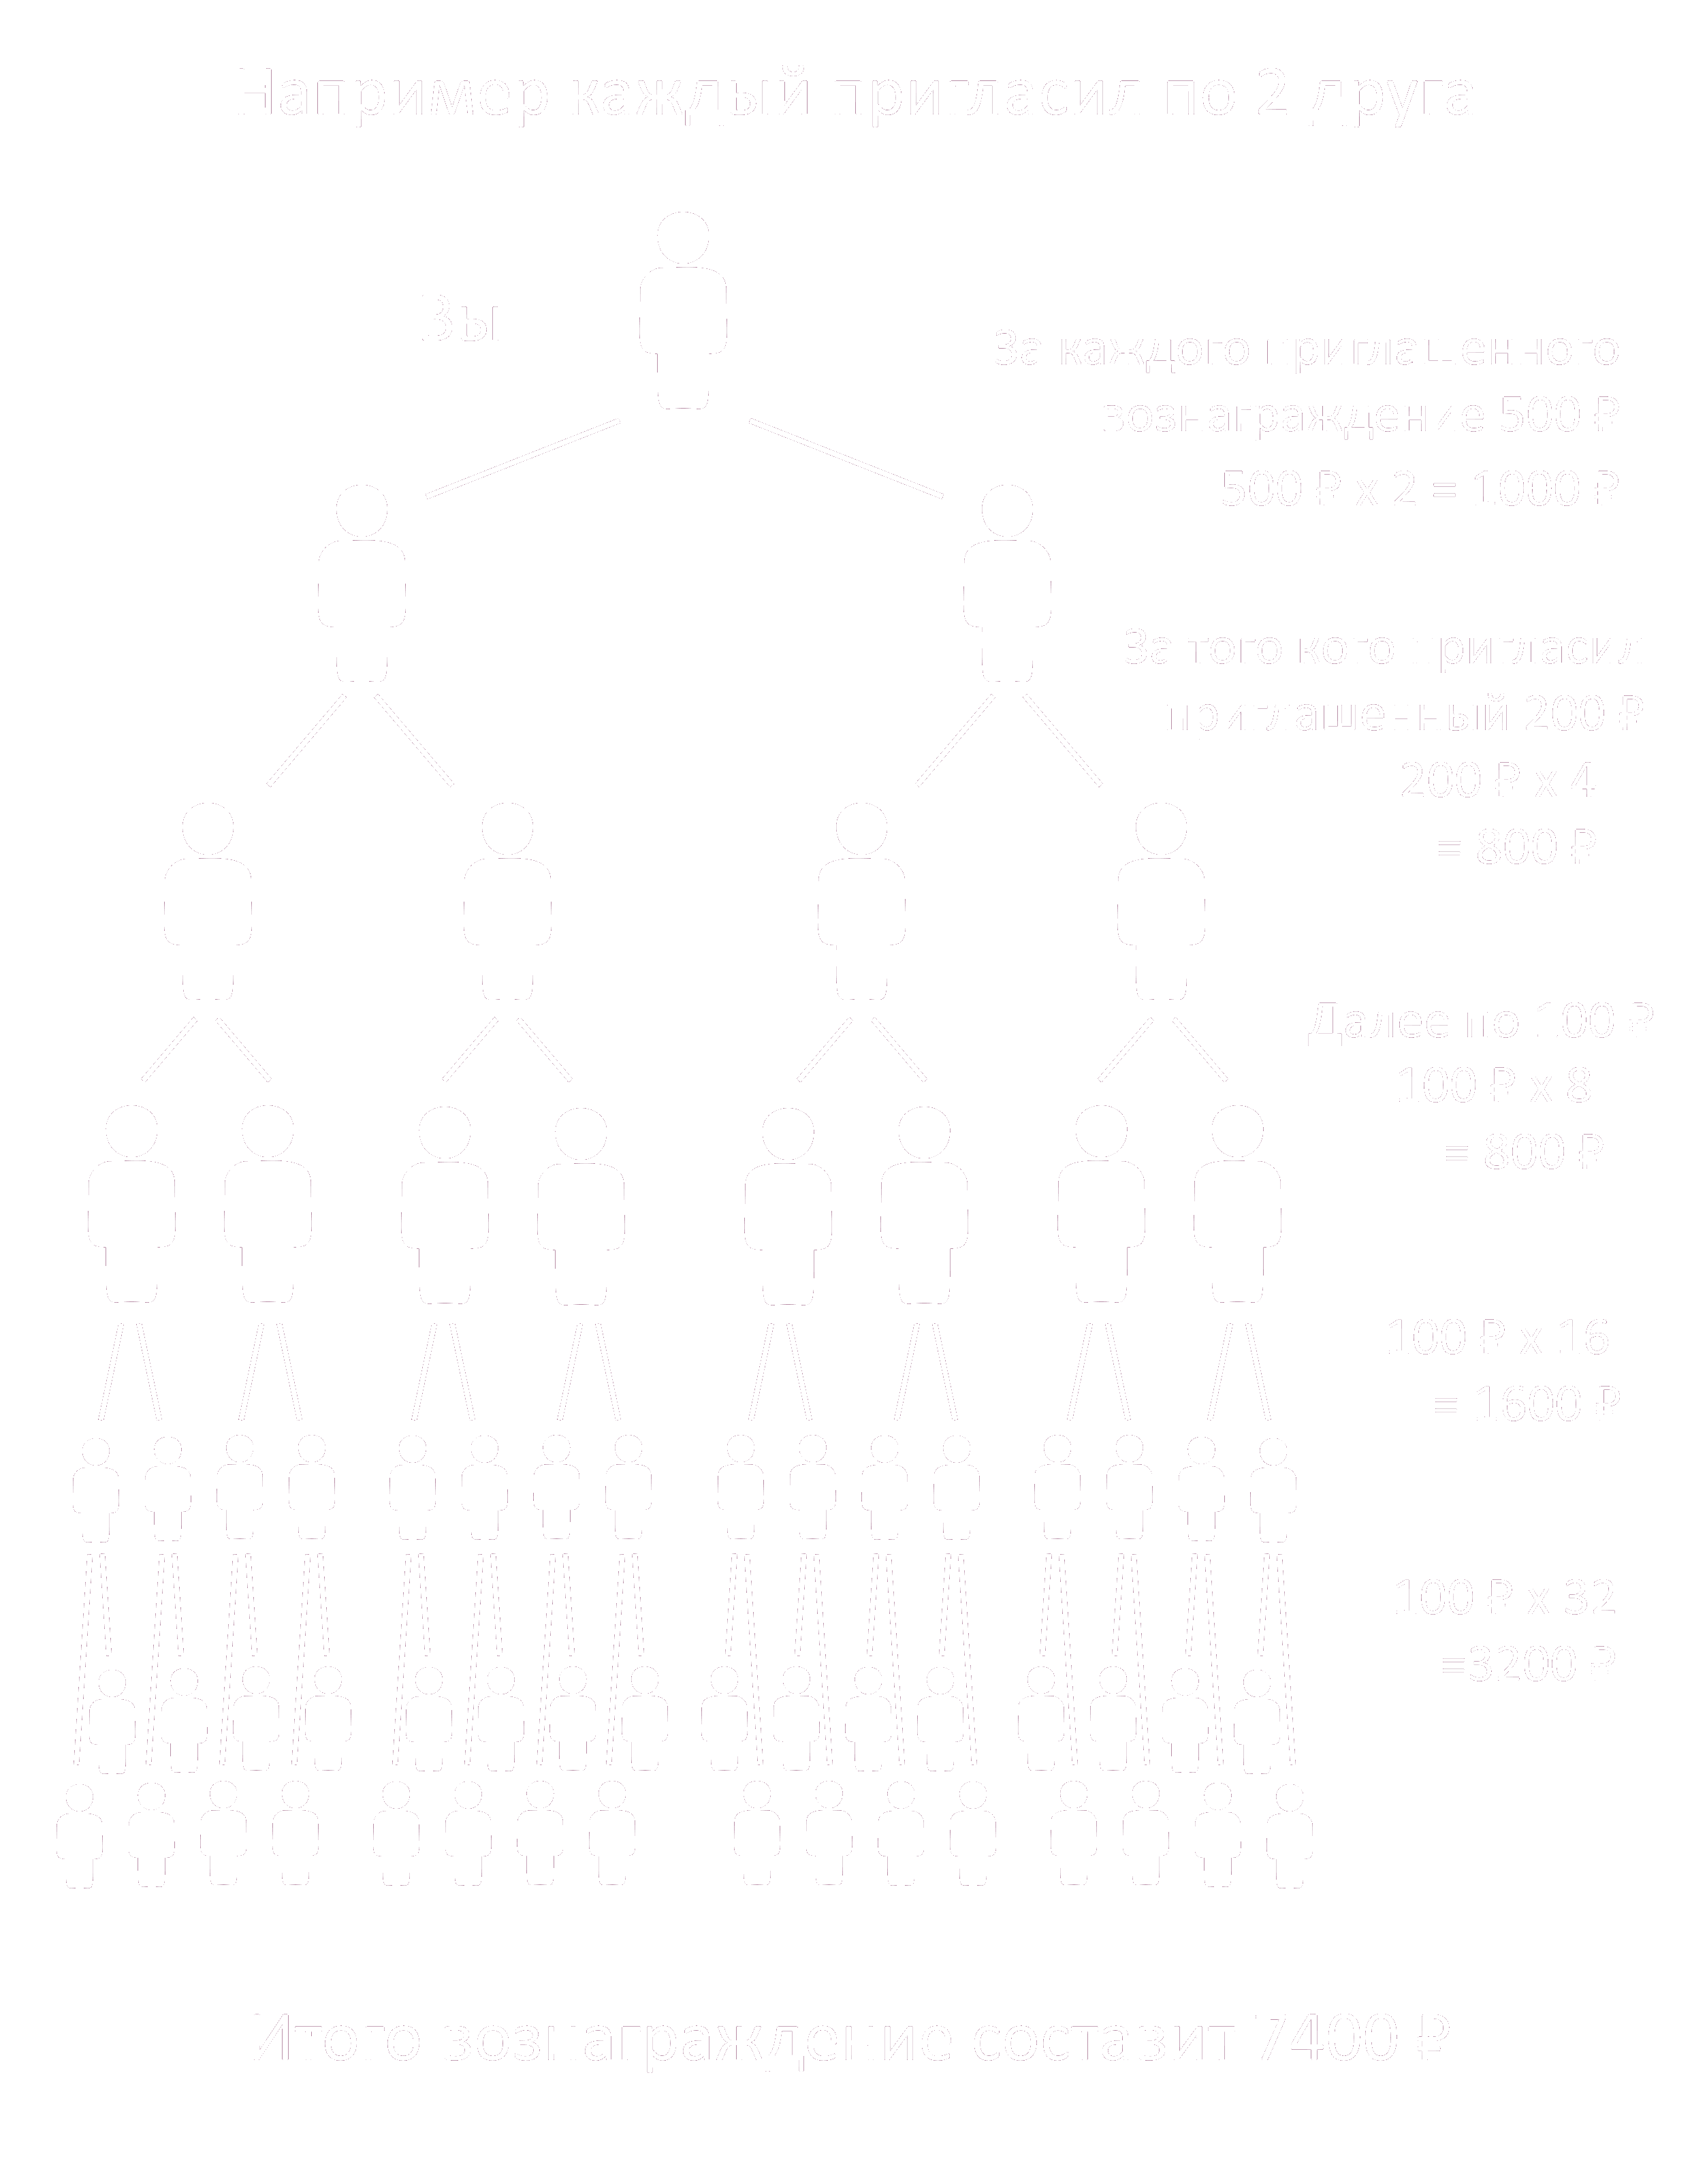 Например каждый пригласил по 2 друга
Вы
За каждого приглашенного
вознаграждение 500 ₽
500 ₽ x 2 = 1000 ₽
За того кого пригласил
приглашенный 200 ₽
200 ₽ x 4
= 800 ₽
Далее по 100 ₽
100 ₽ x 8
= 800 ₽
100 ₽ x 16
= 1600 ₽
100 ₽ x 32
=3200 ₽
Итого вознаграждение составит 7400 ₽